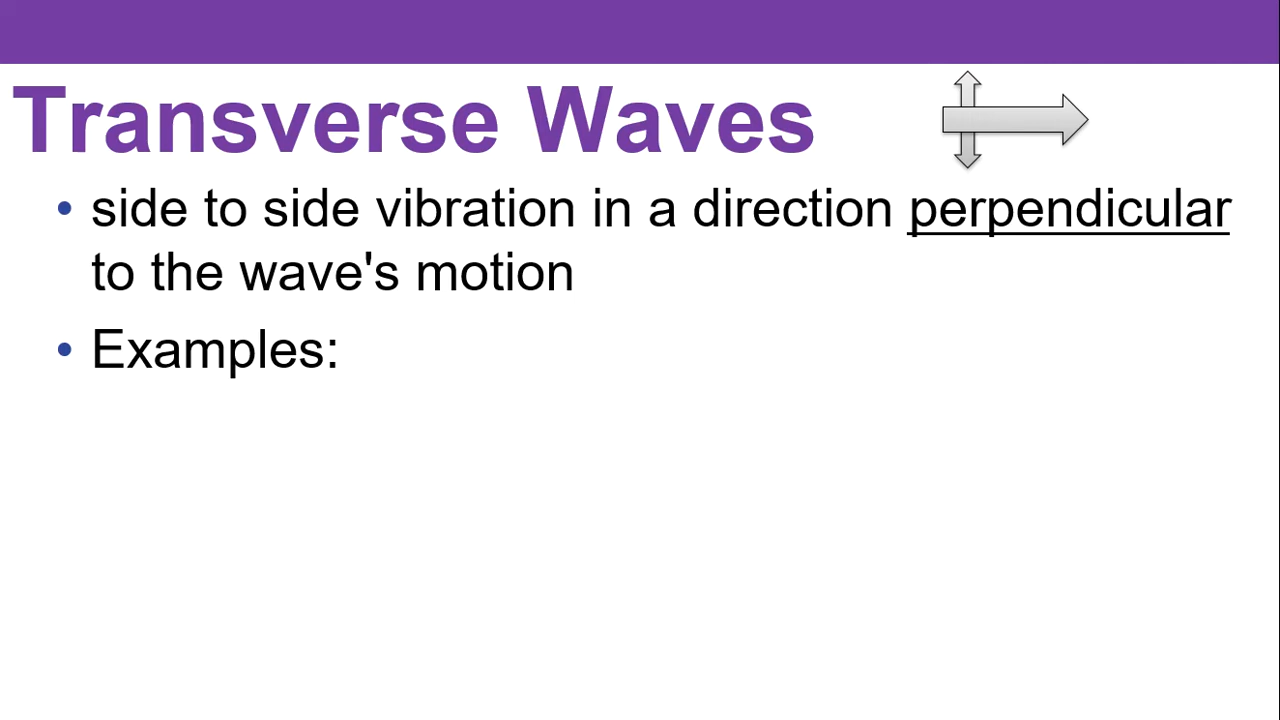 Transverse Waves
• side to side vibration in a direction perpendicular
to the wave's motion
• Examples: